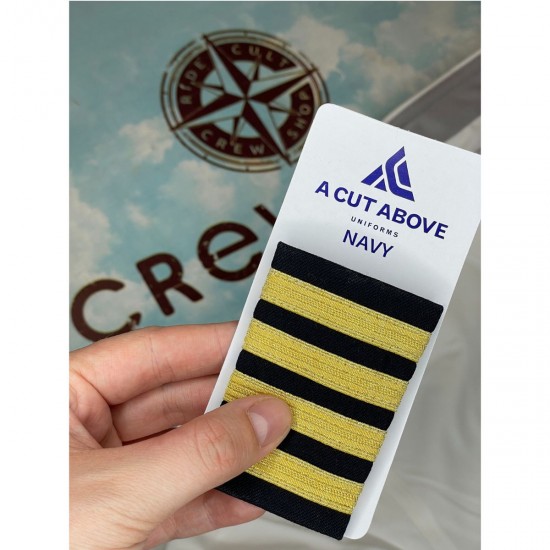 RIDE CULT
CREW SHOP
CREW
A CUT ABOVE
UNIFORMS
NAVY